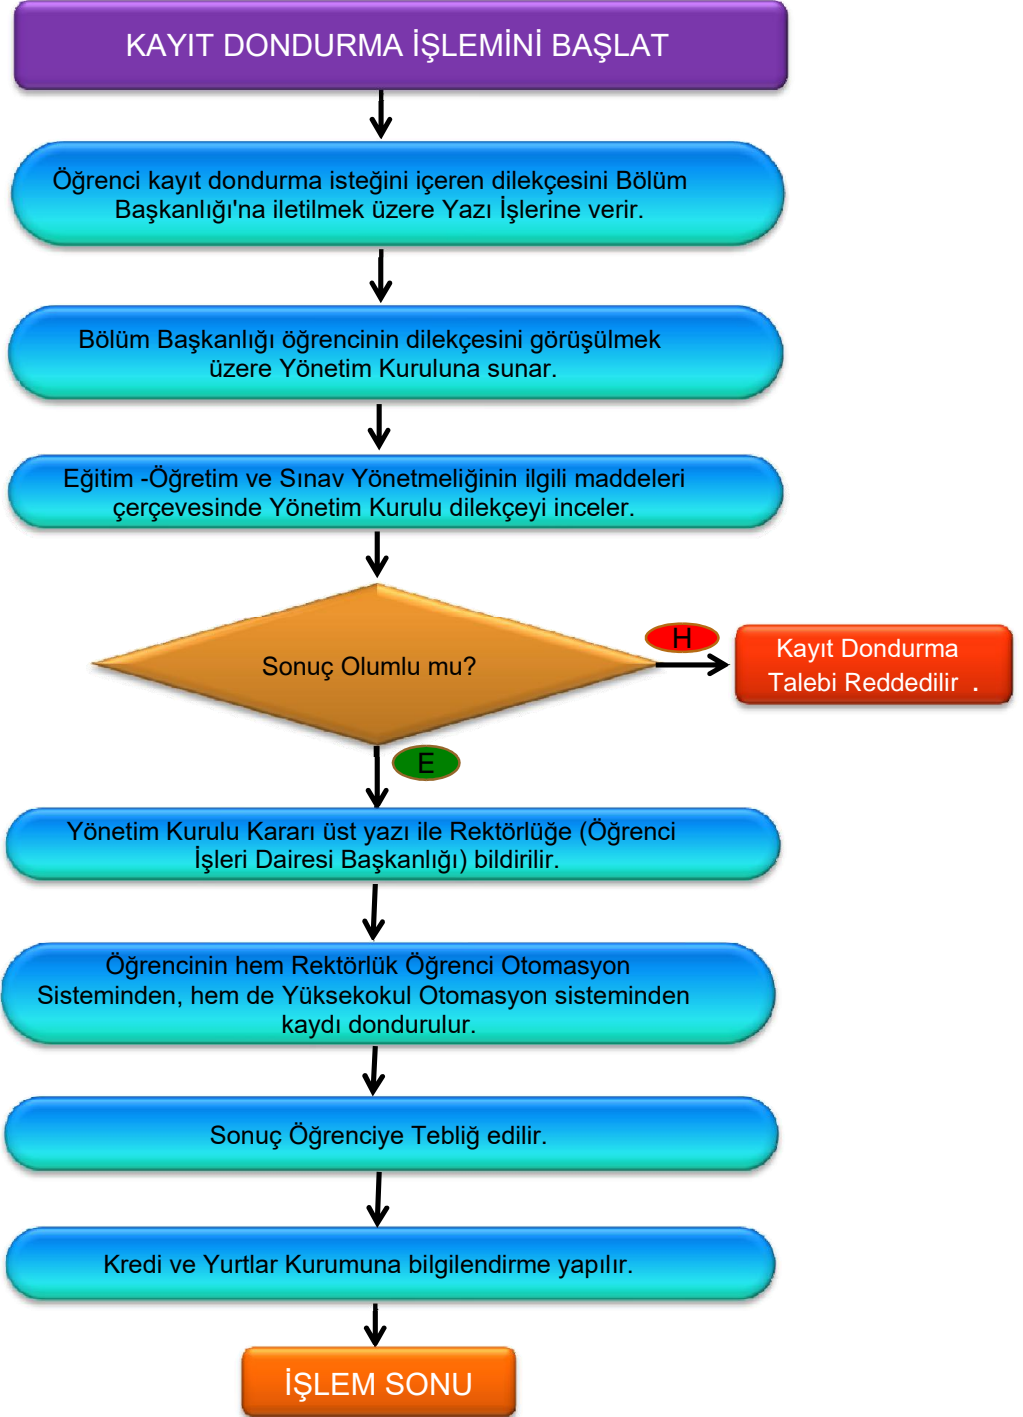 KAYIT DONDURMA İŞLEMİNİ BAŞLAT
Öğrenci kayıt dondurma isteğini içeren dilekçesini Bölüm
Başkanlığı'na iletilmek üzere Yazı İşlerine verir.
Bölüm Başkanlığı öğrencinin dilekçesini görüşülmek
üzere Yönetim Kuruluna sunar.
Eğitim -Öğretim ve Sınav Yönetmeliğinin ilgili maddeleri
çerçevesinde Yönetim Kurulu dilekçeyi inceler.
Sonuç Olumlu mu?
H
Kayıt Dondurma
Talebi Reddedilir .
E
Yönetim Kurulu Kararı üst yazı ile Rektörlüğe (Öğrenci
İşleri Dairesi Başkanlığı) bildirilir.
Öğrencinin hem Rektörlük Öğrenci Otomasyon
Sisteminden, hem de Yüksekokul Otomasyon sisteminden
kaydı dondurulur.
Sonuç Öğrenciye Tebliğ edilir.
Kredi ve Yurtlar Kurumuna bilgilendirme yapılır.
İŞLEM SONU